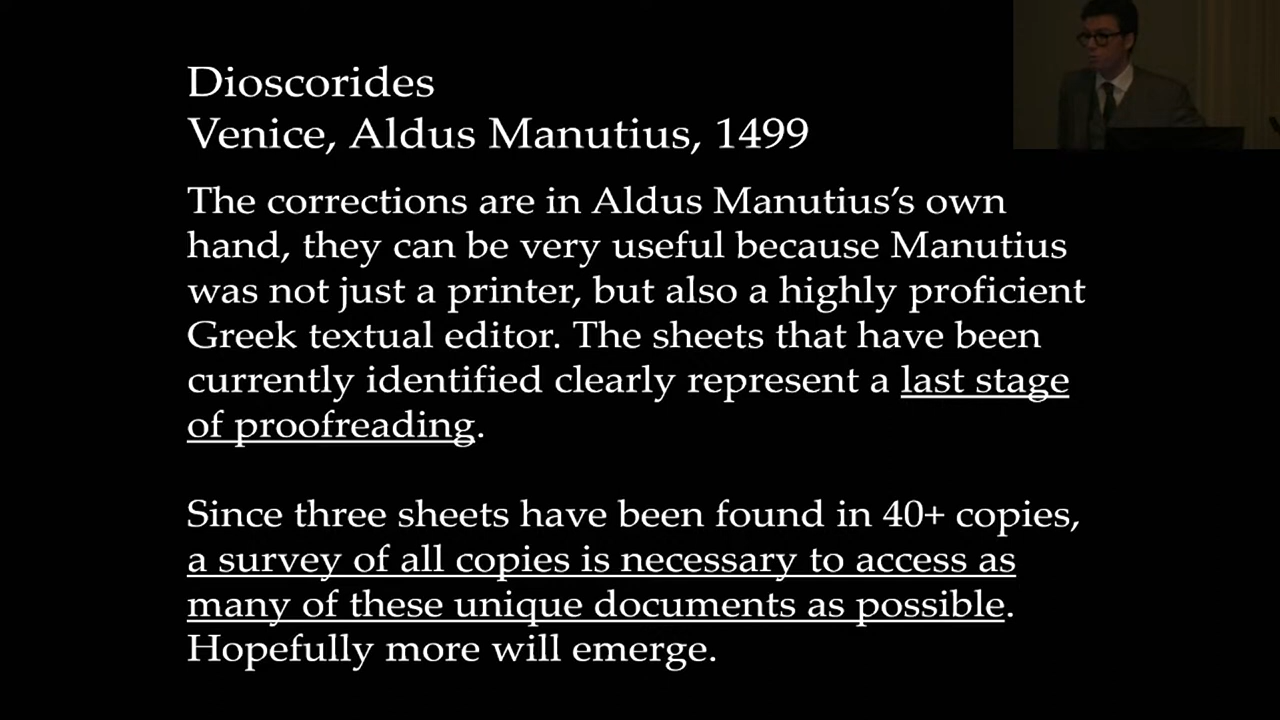 Dioscorides
Venice, Aldus Manutius, 1499
The corrections are in Aldus Manutius’s own
hand, they can be very useful because Manutius
was not just a printer, but also a highly proficient
Greek textual editor. The sheets that have been
currently identified clearly represent a last stage
of proofreading.
Since three sheets have been found in 40+ copies,
a survey of all copies is necessary to access as
many of these unique documents as possible.
Hopefully more will emerge.